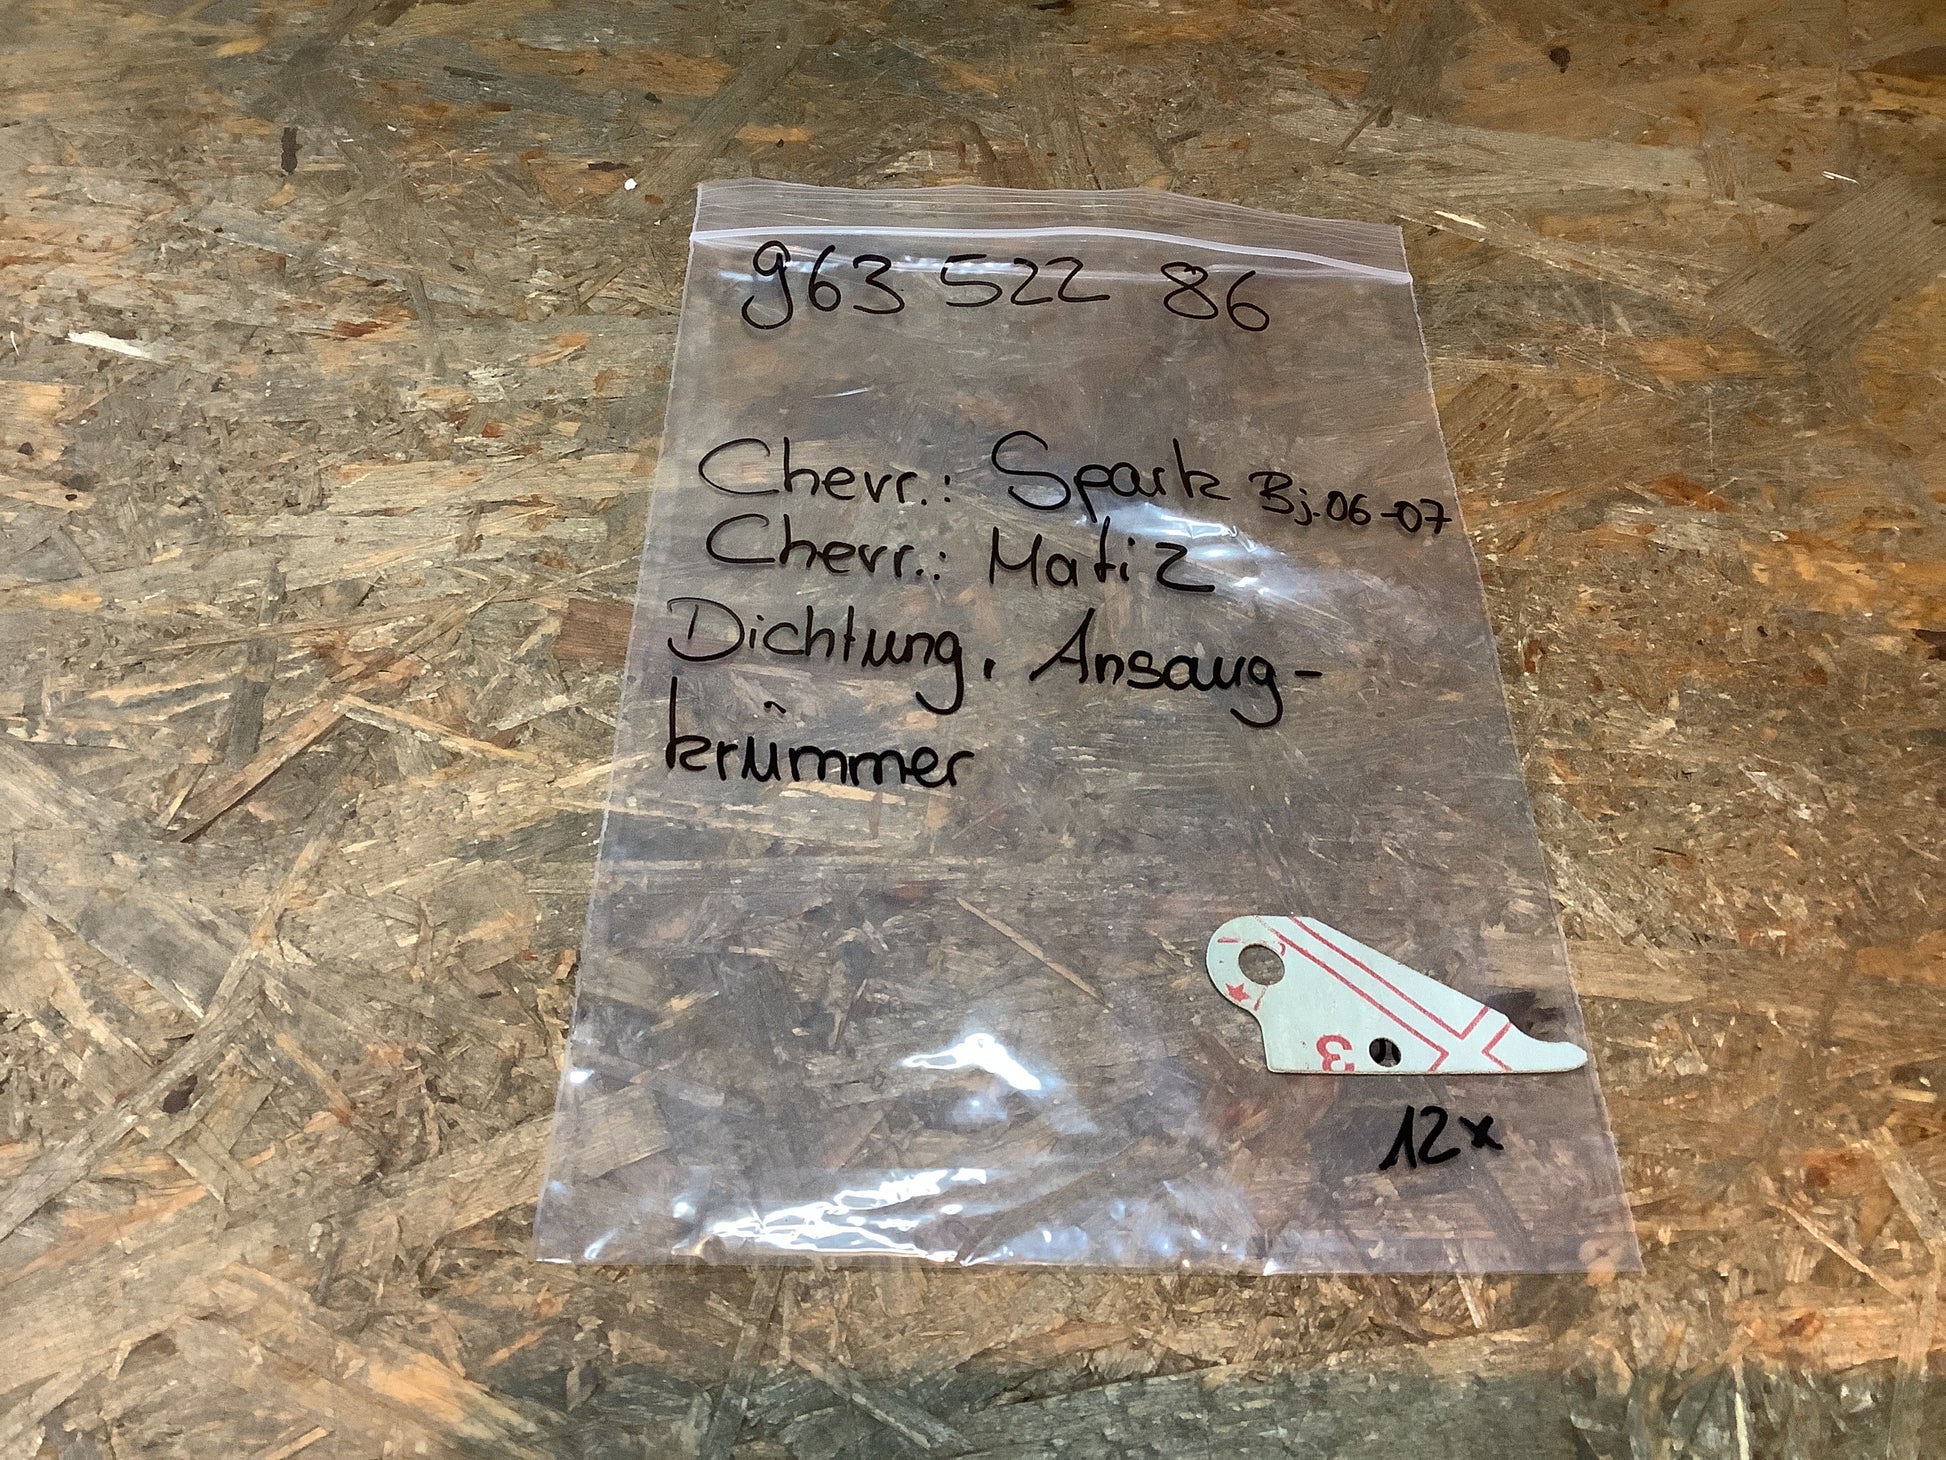 963 522 86
Chevr.: Spark Bj.06-07
Chevr.: Matiz
Dichtung, Ansaug-
krümmer
3
12x